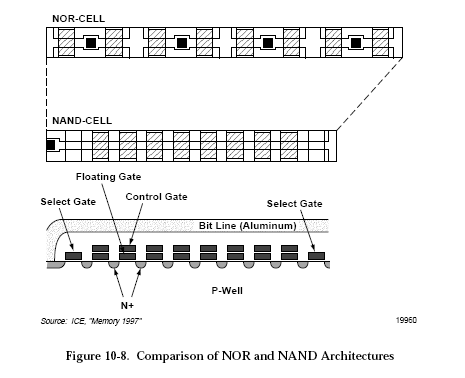 NOR-CELL
NAND-CELL
Floating Gate
Control Gate
Select Gate
Select Gate
Bit Line (Aluminum)
P-Well
N+
Source: ICE, "Memory 1997"
19960
Figure 10-8. Comparison of NOR and NAND Architectures